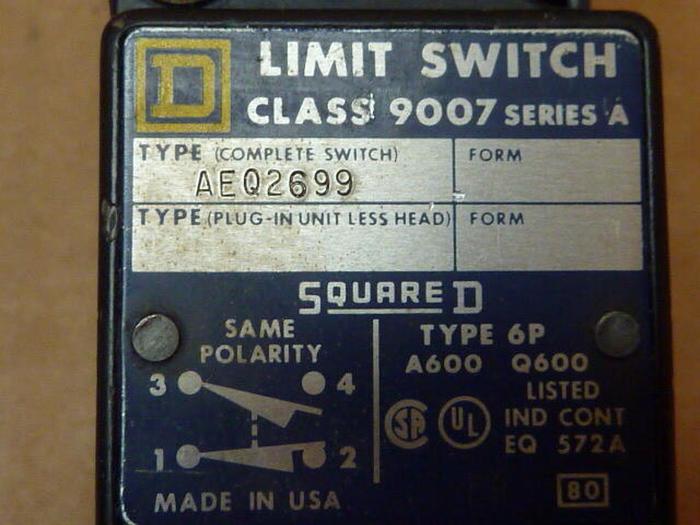 D
LIMIT SWITCH
CLASS 9007 SERIES A
TYPE (COMPLETE SWITCH) FORM
AEQ2699
TYPE (PLUG-IN UNIT LESS HEAD) FORM
SQUARE D
SAME
POLARITY
3 4
1 2
MADE IN USA
TYPE 6P
A600 Q600
SA UL LISTED
IND CONT
EQ 572A
80